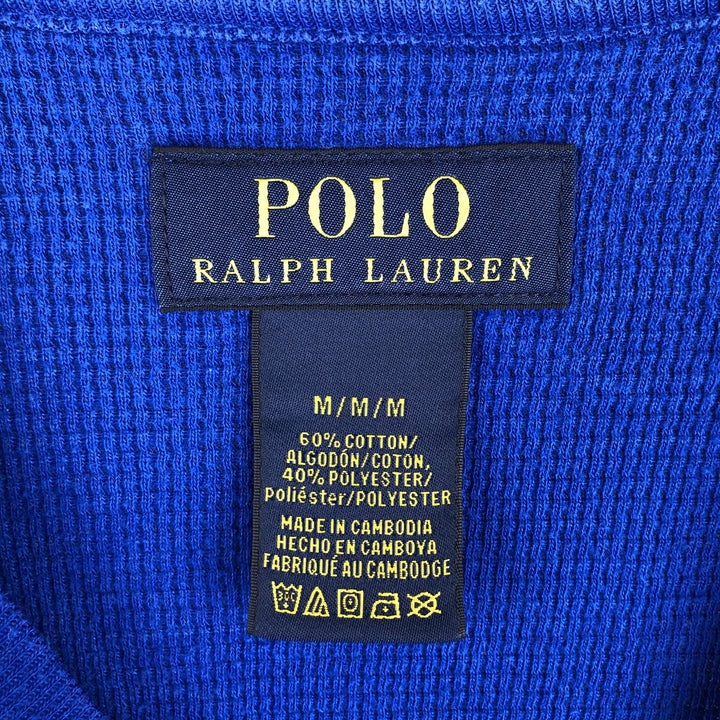 POLO
RALPH LAUREN
M/M/M
60% COTTON/
ALGODÓN/COTON,
40% POLYESTER/
Poliéster/POLYESTER
MADE IN CAMBODIA
HECHO EN CAMBOYA
FABRIQUÉ AU CAMBODGE
30C